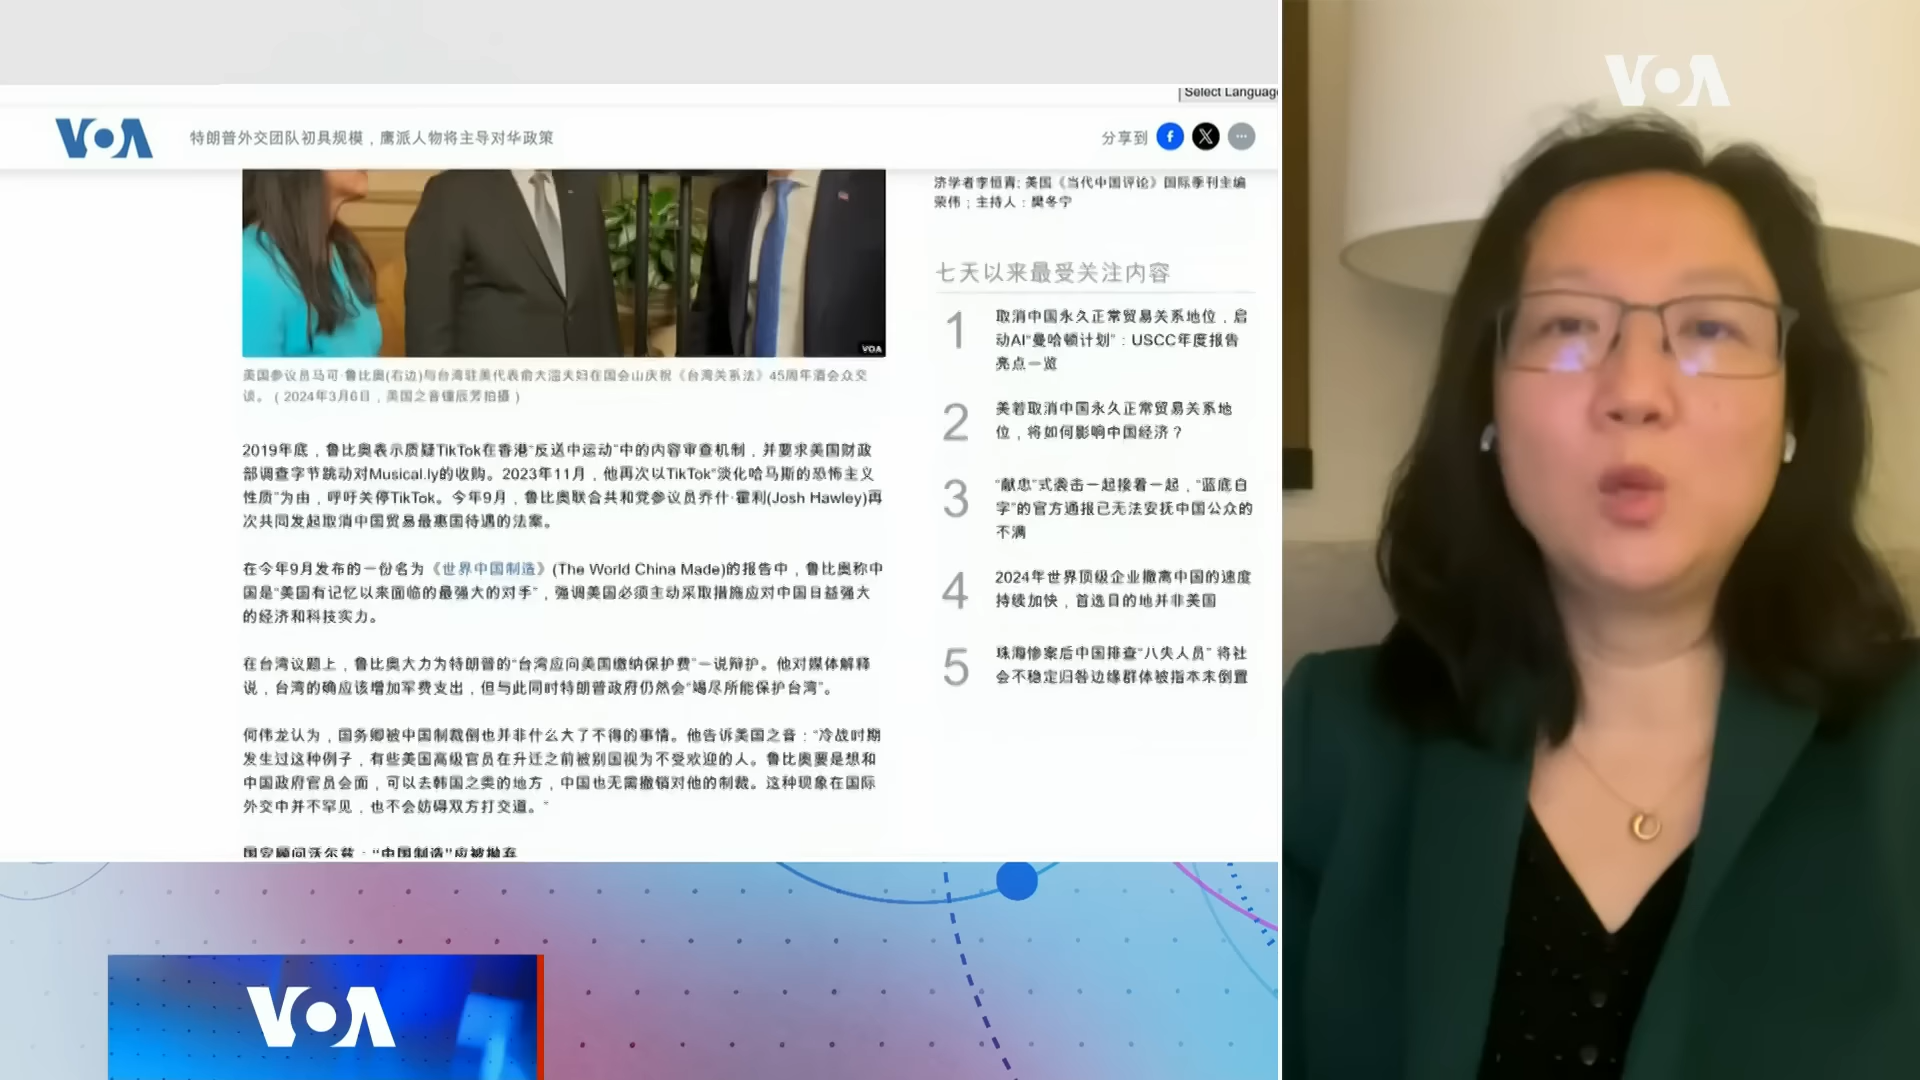 Select Language
VOA
特朗普外交团队初具规模，鹰派人物将主导对华政策
分享到
VOA
美国参议员马可·鲁比奥(右边)与台湾驻美代表俞大㵢夫妇在国会山庆祝《台湾关系法》45周年酒会众交
谈。（2024年3月6日，美国之音锺辰芳拍摄）
2019年底，鲁比奥表示质疑TikTok在香港“反送中运动”中的内容审查机制，并要求美国财政
部调查字节跳动对Musical.ly的收购。2023年11月，他再次以TikTok“淡化哈马斯的恐怖主义
性质”为由，呼吁关停TikTok。今年9月，鲁比奥联合共和党参议员乔什·霍利(Josh Hawley)再
次共同发起取消中国贸易最惠国待遇的法案。
在今年9月发布的一份名为《世界中国制造》(The World China Made)的报告中，鲁比奥称中
国是“美国有记忆以来面临的最强大的对手”，强调美国必须主动采取措施应对中国日益强大
的经济和科技实力。
在台湾议题上，鲁比奥大力为特朗普的“台湾应向美国缴纳保护费”一说辩护。他对媒体解释
说，台湾的确应该增加军费支出，但与此同时特朗普政府仍然会“竭尽所能保护台湾”。
何伟龙认为，国务卿被中国制裁倒也并非什么大了不得的事情。他告诉美国之音：“冷战时期
发生过这种例子，有些美国高级官员在升迁之前被别国视为不受欢迎的人。鲁比奥要是想和
中国政府官员会面，可以去韩国之类的地方，中国也无需撤销对他的制裁。这种现象在国际
外交中并不罕见，也不会妨碍双方打交道。”
国安顾问沃尔兹：“中国制造”应被抛弃
济学者李恒青; 美国《当代中国评论》国际季刊主编
荣伟；主持人：樊冬宁
七天以来最受关注内容
1
取消中国永久正常贸易关系地位，启
动AI“曼哈顿计划”：USCC年度报告
亮点一览
2
美若取消中国永久正常贸易关系地
位，将如何影响中国经济？
3
“献忠”式袭击一起接着一起，“蓝底白
字”的官方通报已无法安抚中国公众的
不满
4
2024年世界顶级企业撤离中国的速度
持续加快，首选目的地并非美国
5
珠海惨案后中国排查“八失人员” 将社
会不稳定归咎边缘群体被指本末倒置
VOA
VOA